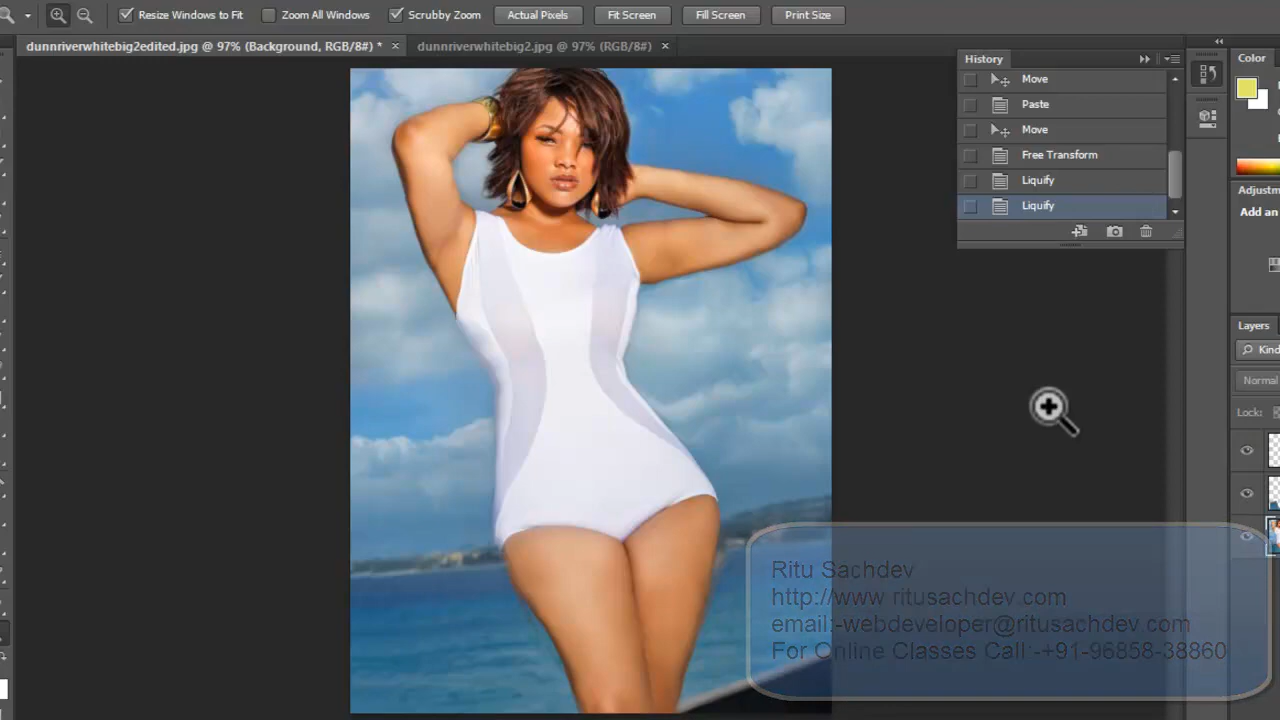 Resize Windows to Fit Zoom All Windows Scrubby Zoom Actual Pixels Fit Screen Fill Screen Print Size
dunnriverwhitebig2edited.jpg @ 97% (Background, RGB/8#) * × dunnriverwhitebig2.jpg @ 97% (RGB/8#) ×
History
Color
Move
Paste
Move
Free Transform
Liquify
Liquify
Add an
Layers
Kind
Normal
Lock:
Ritu Sachdev
http://www ritusachdev.com
email:-webdeveloper@ritusachdev com
For Online Classes Call:-+91-96858-38860